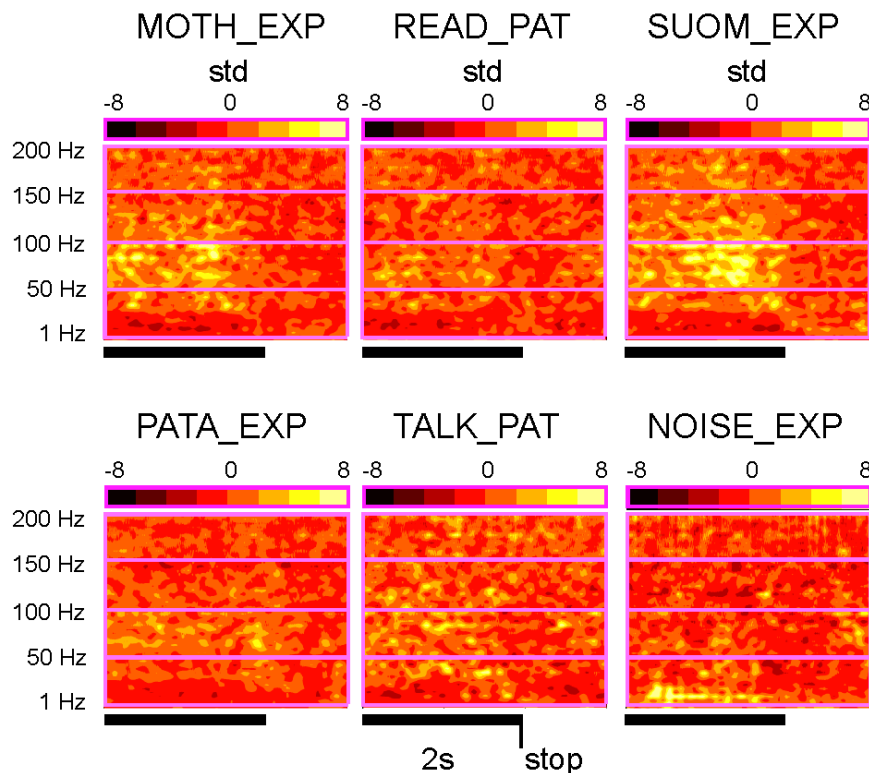 MOTH_EXP READ_PAT SUOM_EXP
std std std
-8 0 8 -8 0 8 -8 0 8
200 Hz
150 Hz
100 Hz
50 Hz
1 Hz
PATA_EXP TALK_PAT NOISE_EXP
-8 0 8 -8 0 8 -8 0 8
200 Hz
150 Hz
100 Hz
50 Hz
1 Hz
2s stop